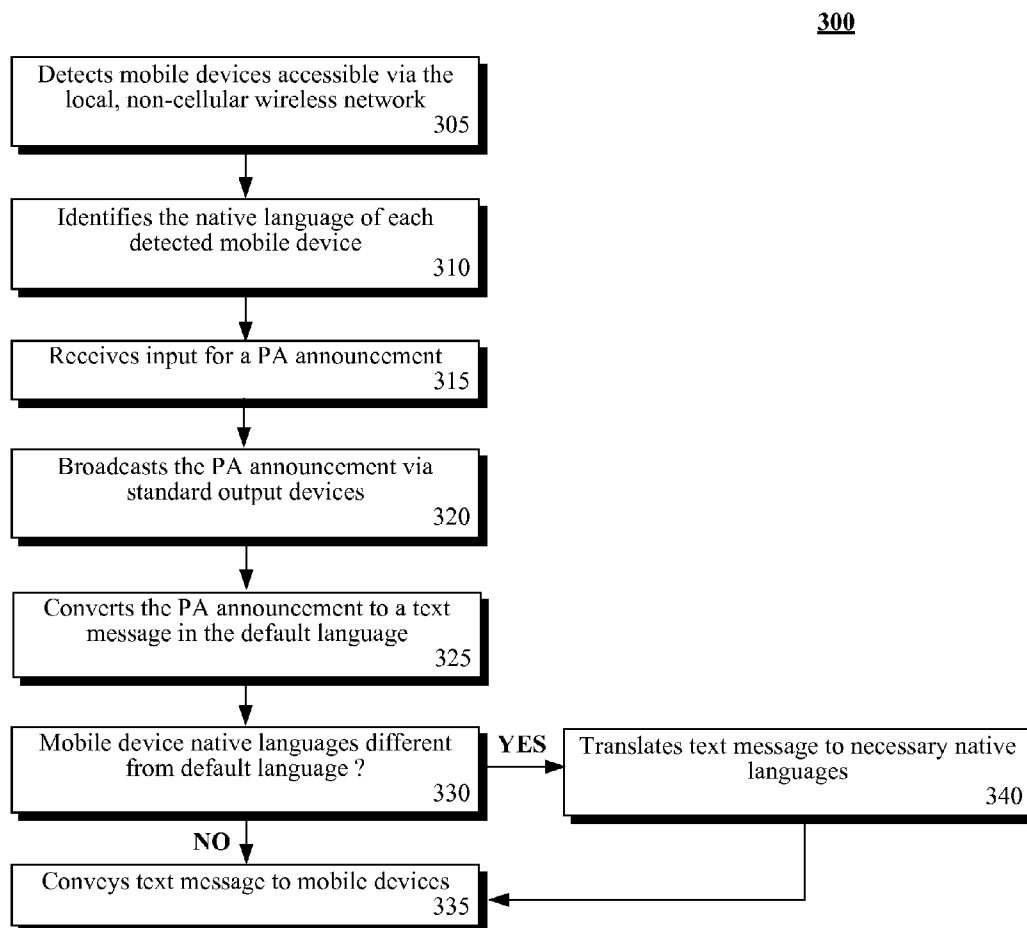 300
Detects mobile devices accessible via the
local, non-cellular wireless network
305
Identifies the native language of each
detected mobile device
310
Receives input for a PA announcement
315
Broadcasts the PA announcement via
standard output devices
320
Converts the PA announcement to a text
message in the default language
325
Mobile device native languages different
from default language ?
330
YES
Translates text message to necessary native
languages
340
NO
Conveys text message to mobile devices
335